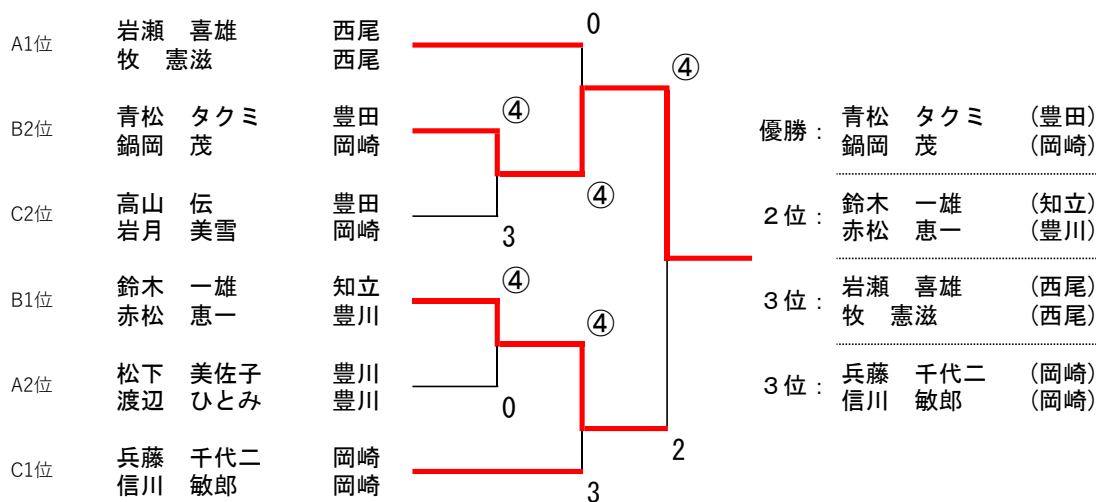 A1位 岩瀬 喜雄 西尾
牧 憲滋 西尾
0
④
B2位 青松 タクミ 豊田
鍋岡 茂 岡崎
④
C2位 高山 伝 豊田
岩月 美雪 岡崎
④
3
B1位 鈴木 一雄 知立
赤松 恵一 豊川
④
④
A2位 松下 美佐子 豊川
渡辺 ひとみ 豊川
0
2
C1位 兵藤 千代二 岡崎
信川 敏郎 岡崎
3
優勝： 青松 タクミ (豊田)
鍋岡 茂 (岡崎)
２位： 鈴木 一雄 (知立)
赤松 恵一 (豊川)
３位： 岩瀬 喜雄 (西尾)
牧 憲滋 (西尾)
３位： 兵藤 千代二 (岡崎)
信川 敏郎 (岡崎)